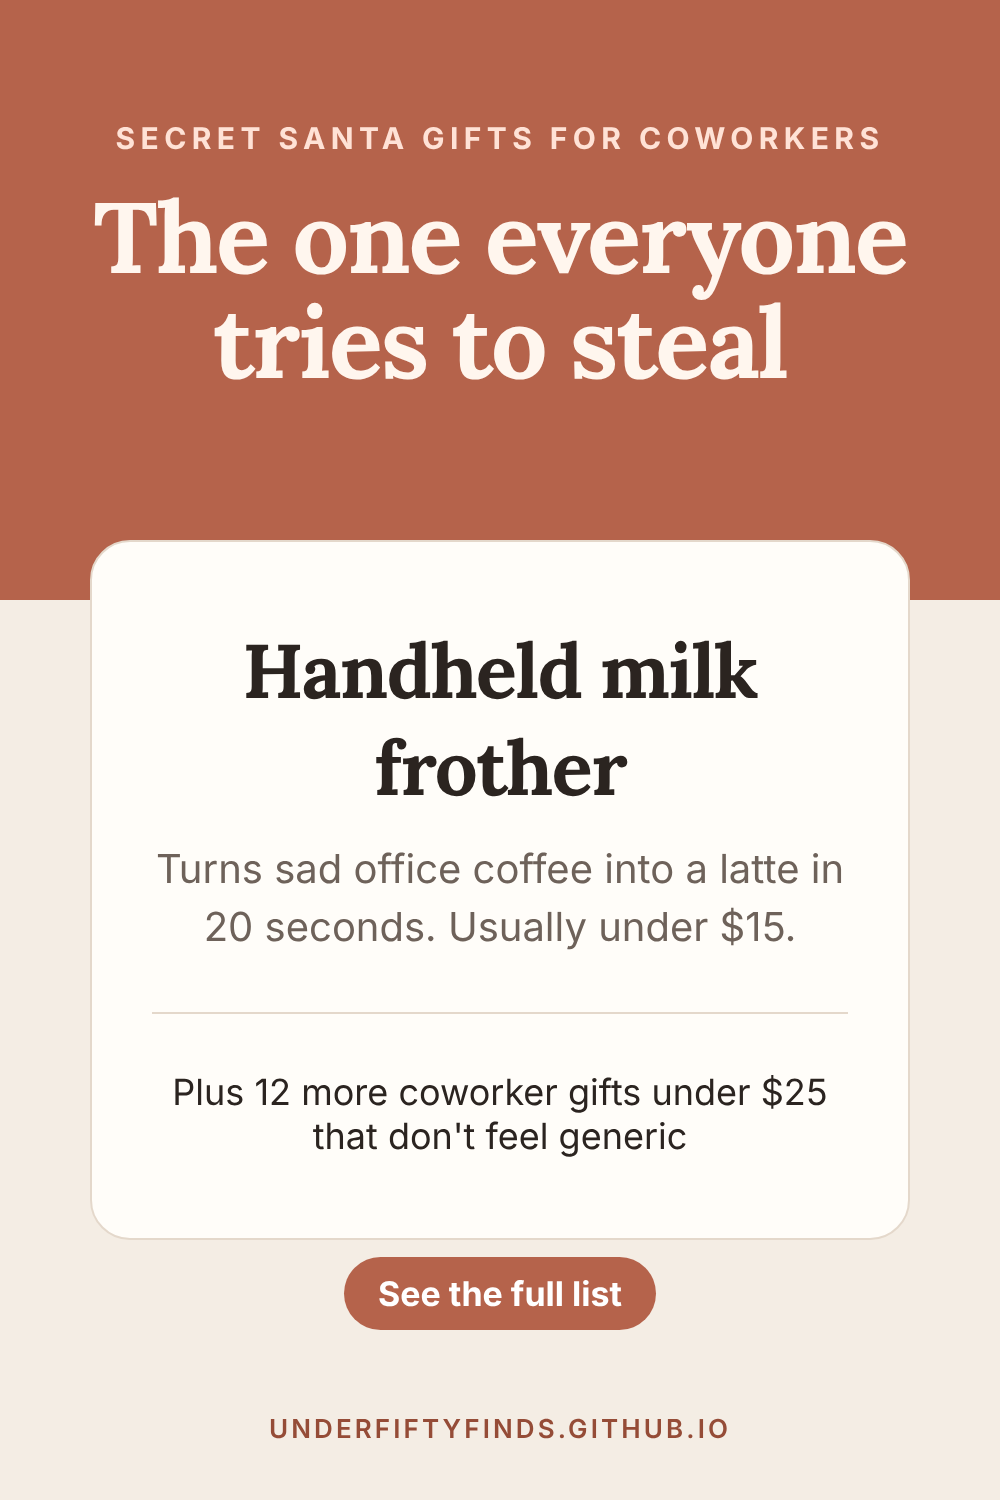 SECRET SANTA GIFTS FOR COWORKERS
The one everyone
tries to steal
Handheld milk
frother
Turns sad office coffee into a latte in
20 seconds. Usually under $15.
Plus 12 more coworker gifts under $25
that don't feel generic
See the full list
UNDERFIFTYFINDS.GITHUB.IO